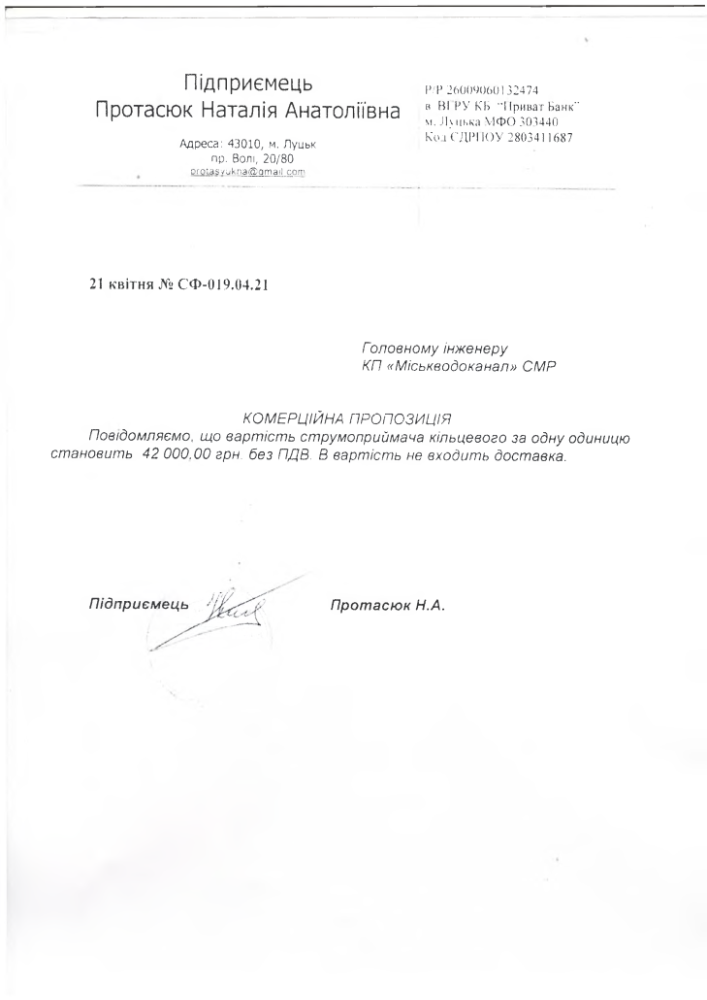 Підприємець
Протасюк Наталія Анатоліївна
Адреса: 43010, м. Луцьк
пр. Волі, 20/80
protasyukna@gmail.com
Р/Р 26009060132474
в ВГРУ КБ "Приват Банк"
м. Луцька МФО 303440
Код ЄДРПОУ 2803411687
21 квітня № СФ-019.04.21
Головному інженеру
КП «Міськводоканал» СМР
КОМЕРЦІЙНА ПРОПОЗИЦІЯ
Повідомляємо, що вартість струмоприймача кільцевого за одну одиницю
становить 42 000,00 грн. без ПДВ. В вартість не входить доставка.
Підприємець Протасюк Н.А.